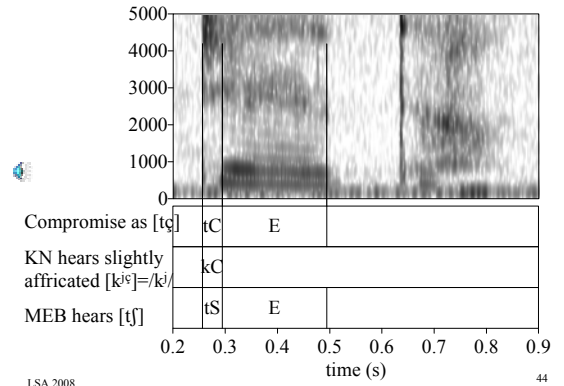 5000
4000
3000
2000
1000
0
Compromise as [tç] tC E
KN hears slightly
affricated [kʲᶜ̧]=/kʲ/ kC
MEB hears [tʃ] tS E
0.2 0.3 0.4 0.5 0.6 0.7 0.8 0.9
time (s)
LSA 2008 44